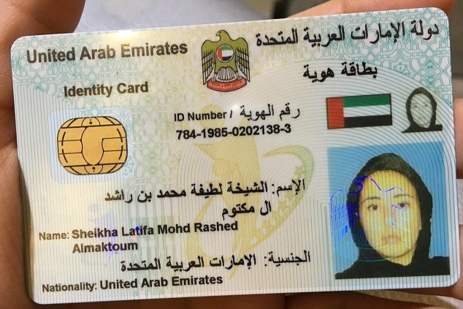 دولة الإمارات العربية المتحدة
United Arab Emirates
بطاقة هوية
Identity Card
ID Number / رقم الهوية
784-1985-0202138-3
الإسم: الشيخة لطيفة محمد بن راشد
ال مكتوم
Name: Sheikha Latifa Mohd Rashed
Almaktoum
الجنسية: الإمارات العربية المتحدة
Nationality: United Arab Emirates